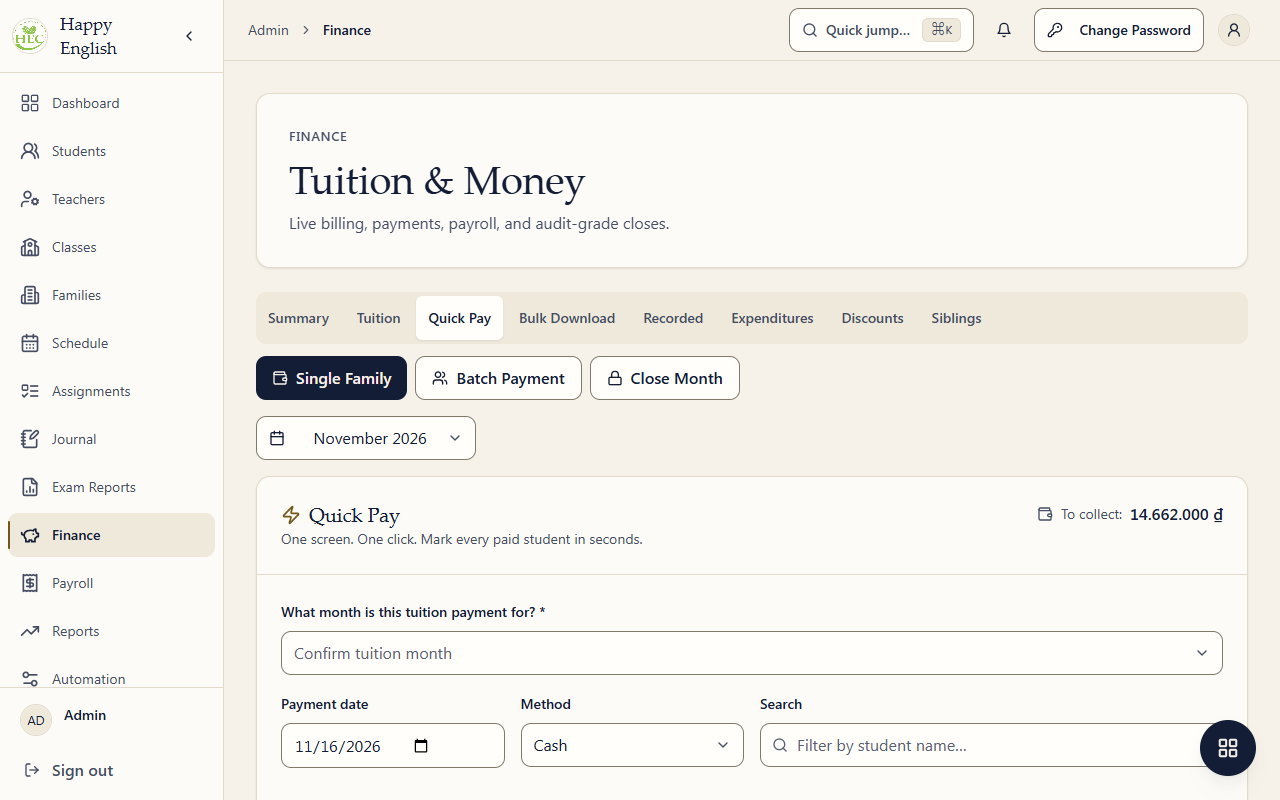 HEC
Happy
English
Admin
Finance
Quick jump...
⌘K
Change Password
Dashboard
Students
Teachers
Classes
Families
Schedule
Assignments
Journal
Exam Reports
Finance
Payroll
Reports
Automation
AD
Admin
Sign out
FINANCE
Tuition & Money
Live billing, payments, payroll, and audit-grade closes.
Summary
Tuition
Quick Pay
Bulk Download
Recorded
Expenditures
Discounts
Siblings
Single Family
Batch Payment
Close Month
November 2026
Quick Pay
One screen. One click. Mark every paid student in seconds.
To collect: 14.662.000 ₫
What month is this tuition payment for? *
Confirm tuition month
Payment date
11/16/2026
Method
Cash
Search
Filter by student name...